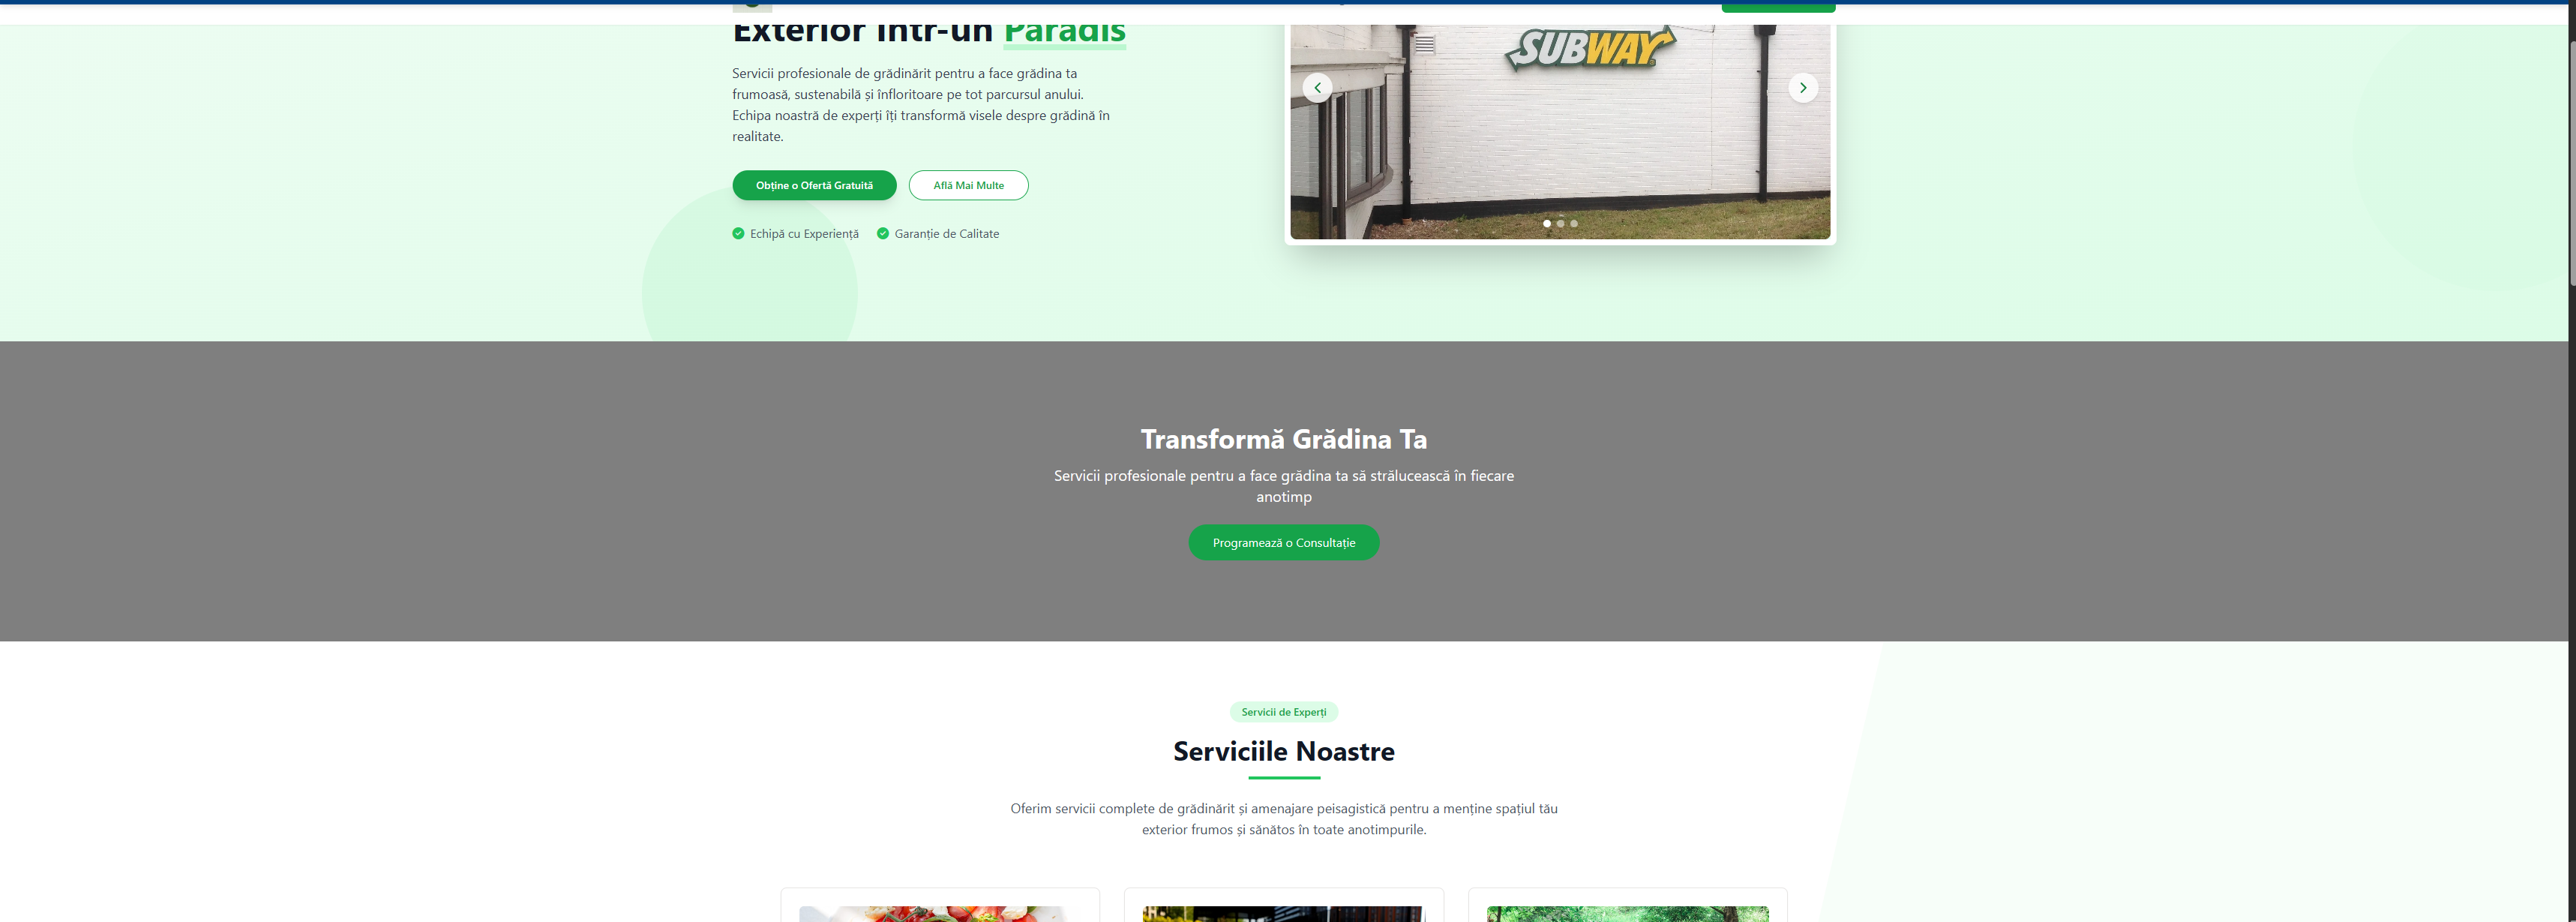 Exterior într-un Paradis
Servicii profesionale de grădinărit pentru a face grădina ta
frumoasă, sustenabilă și înfloritoare pe tot parcursul anului.
Echipa noastră de experți îți transformă visele despre grădină în
realitate.
Obține o Ofertă Gratuită
Află Mai Multe
Echipă cu Experiență
Garanție de Calitate
SUBWAY
Transformă Grădina Ta
Servicii profesionale pentru a face grădina ta să strălucească în fiecare
anotimp
Programează o Consultație
Servicii de Experți
Serviciile Noastre
Oferim servicii complete de grădinărit și amenajare peisagistică pentru a menține spațiul tău
exterior frumos și sănătos în toate anotimpurile.